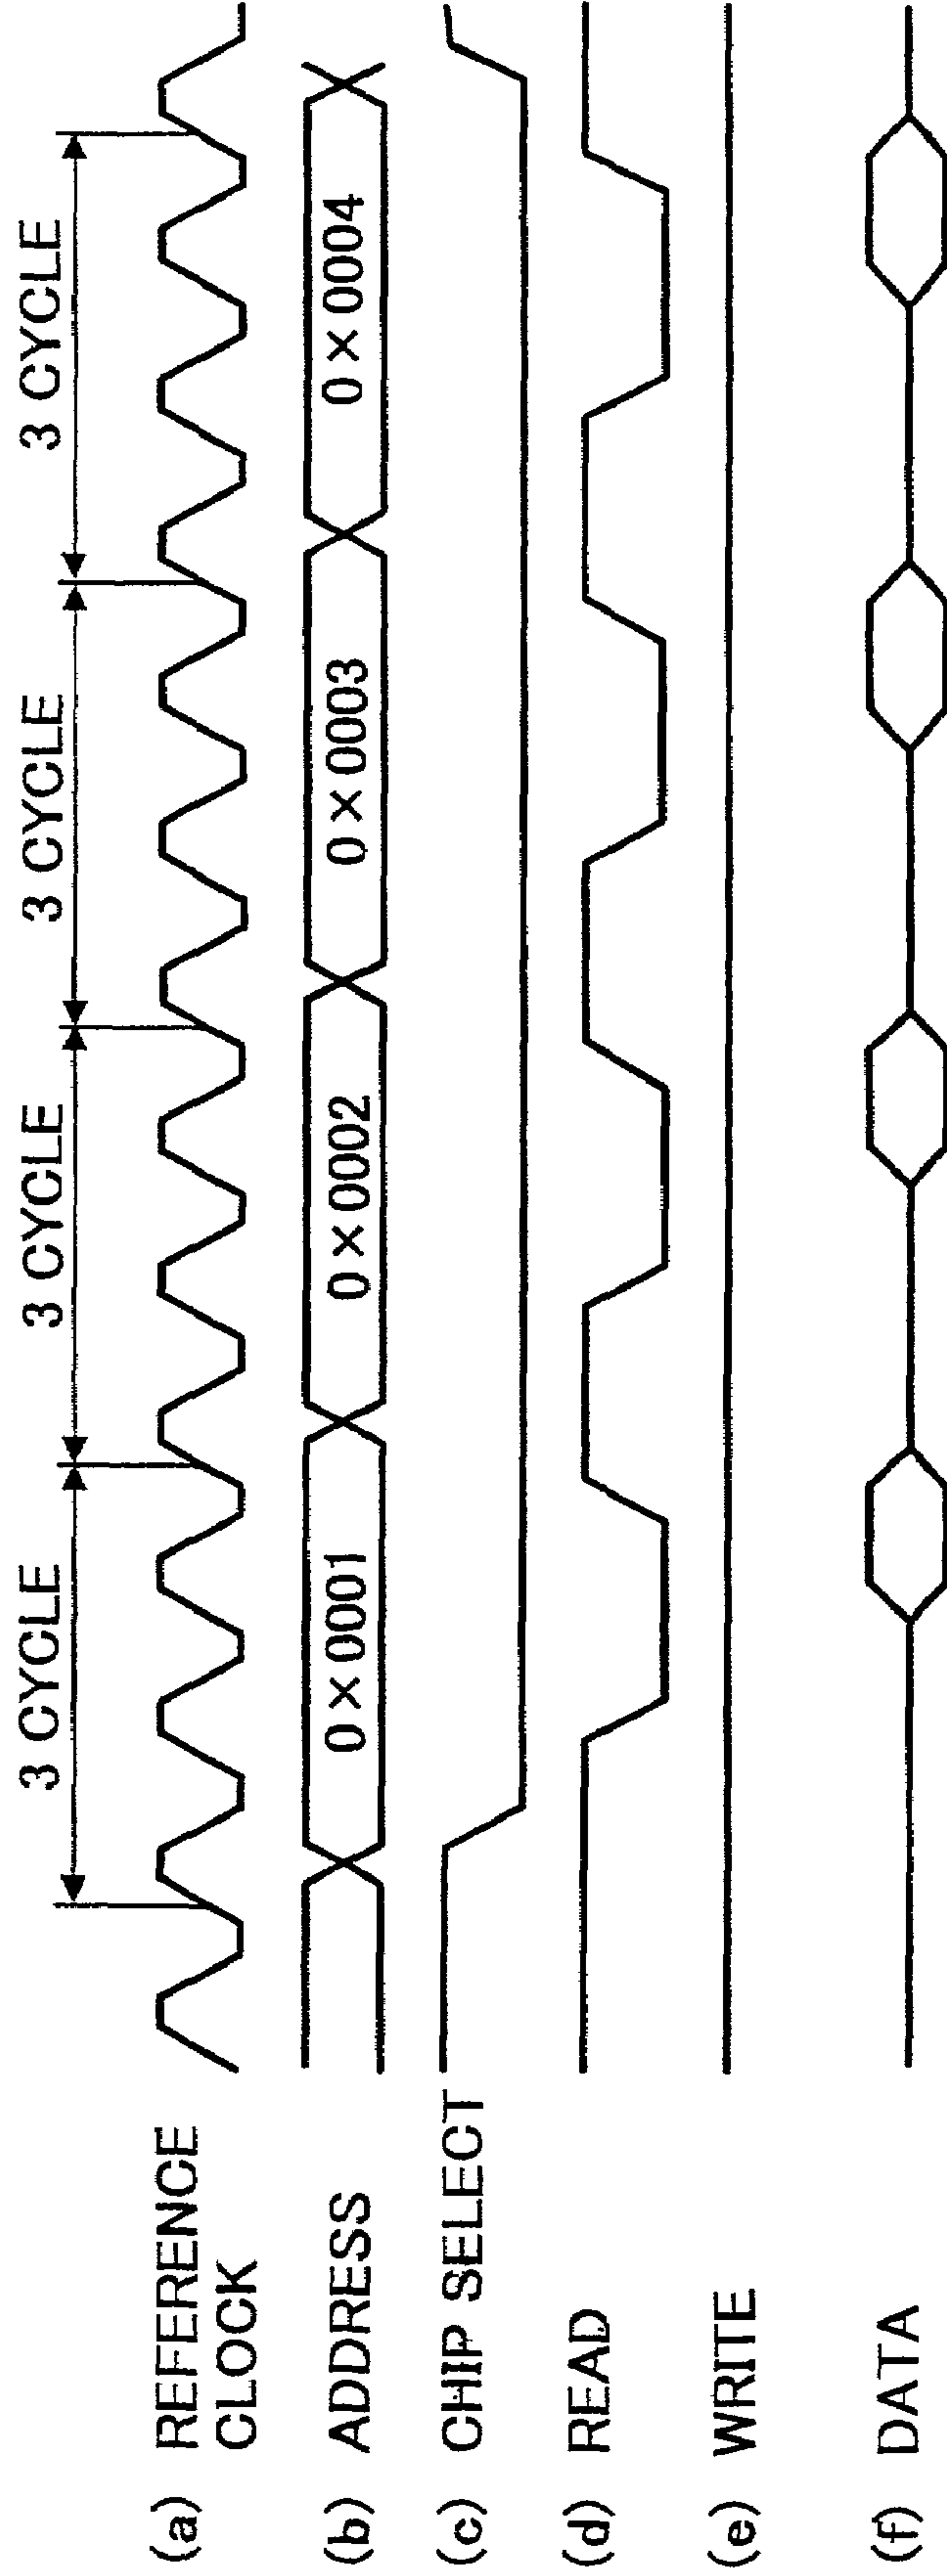 3 CYCLE
3 CYCLE
3 CYCLE
3 CYCLE
(a) REFERENCE
CLOCK
(b) ADDRESS
0×0001
0×0002
0×0003
0×0004
(c) CHIP SELECT
(d) READ
(e) WRITE
(f) DATA